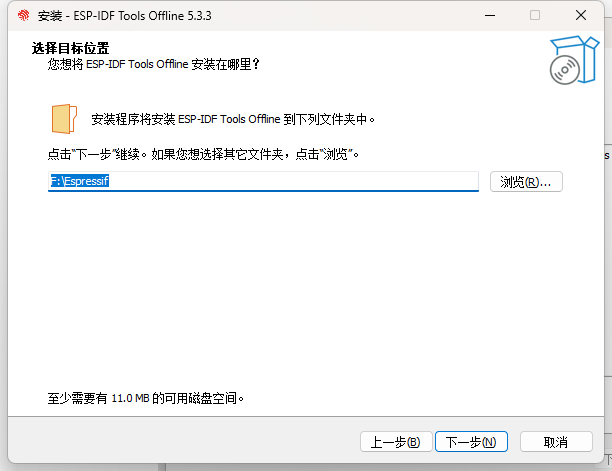 安装 - ESP-IDF Tools Offline 5.3.3
选择目标位置
您想将 ESP-IDF Tools Offline 安装在哪里？
安装程序将安装 ESP-IDF Tools Offline 到下列文件夹中。
点击“下一步”继续。如果您想选择其它文件夹，点击“浏览”。
F:\Espressif
浏览(R)...
至少需要有 11.0 MB 的可用磁盘空间。
上一步(B)
下一步(N)
取消